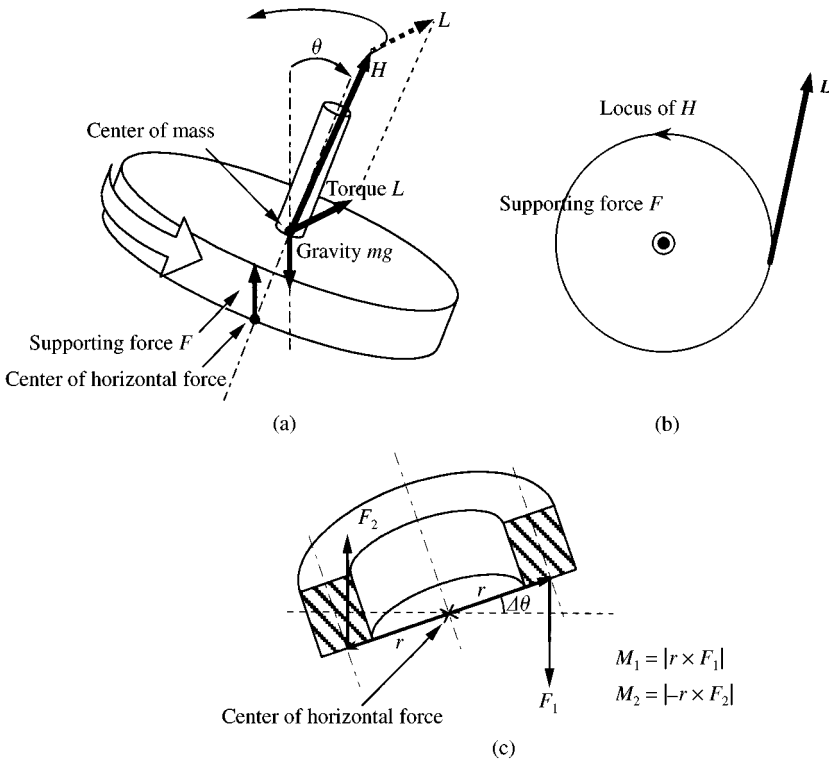 L
θ
H
Center of mass
Torque L
Gravity mg
Supporting force F
Center of horizontal force
(a)
L
Locus of H
Supporting force F
(b)
F₂
r
Δθ
r
M₁ = |r × F₁|
F₁
M₂ = |–r × F₂|
Center of horizontal force
(c)